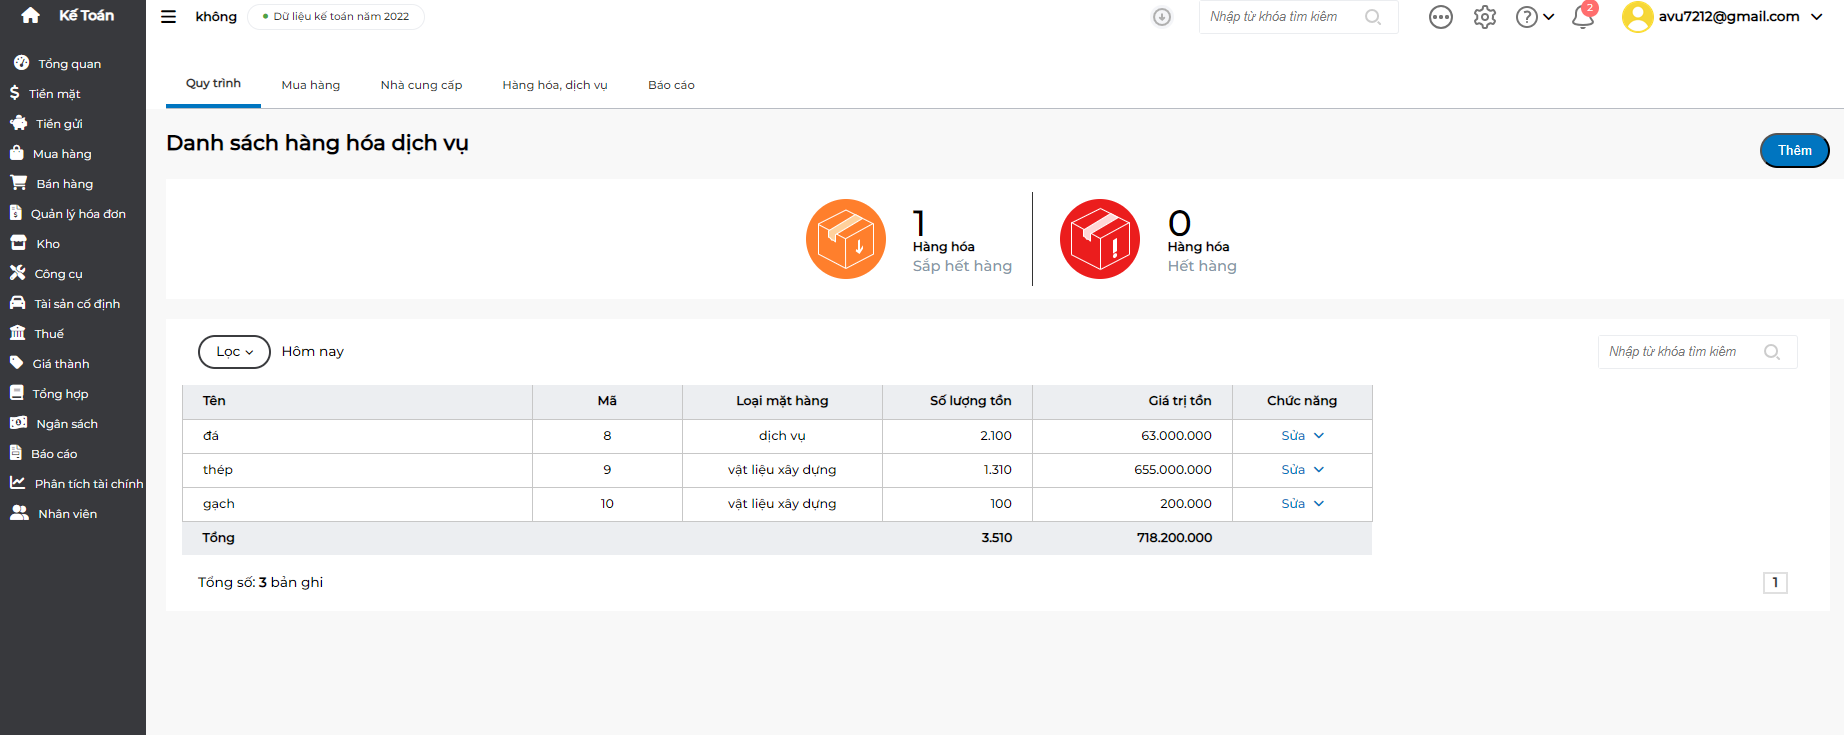 Kế Toán
Tổng quan
Tiền mặt
Tiền gửi
Mua hàng
Bán hàng
Quản lý hóa đơn
Kho
Công cụ
Tài sản cố định
Thuế
Giá thành
Tổng hợp
Ngân sách
Báo cáo
Phân tích tài chính
Nhân viên
không Dữ liệu kế toán năm 2022 Nhập từ khóa tìm kiếm 2 avu7212@gmail.com
Quy trình Mua hàng Nhà cung cấp Hàng hóa, dịch vụ Báo cáo
Danh sách hàng hóa dịch vụ Thêm
1
Hàng hóa
Sắp hết hàng
0
Hàng hóa
Hết hàng
Lọc Hôm nay Nhập từ khóa tìm kiếm
Tên Mã Loại mặt hàng Số lượng tồn Giá trị tồn Chức năng
đá 8 dịch vụ 2.100 63.000.000 Sửa
thép 9 vật liệu xây dựng 1.310 655.000.000 Sửa
gạch 10 vật liệu xây dựng 100 200.000 Sửa
Tổng 3.510 718.200.000
Tổng số: 3 bản ghi 1